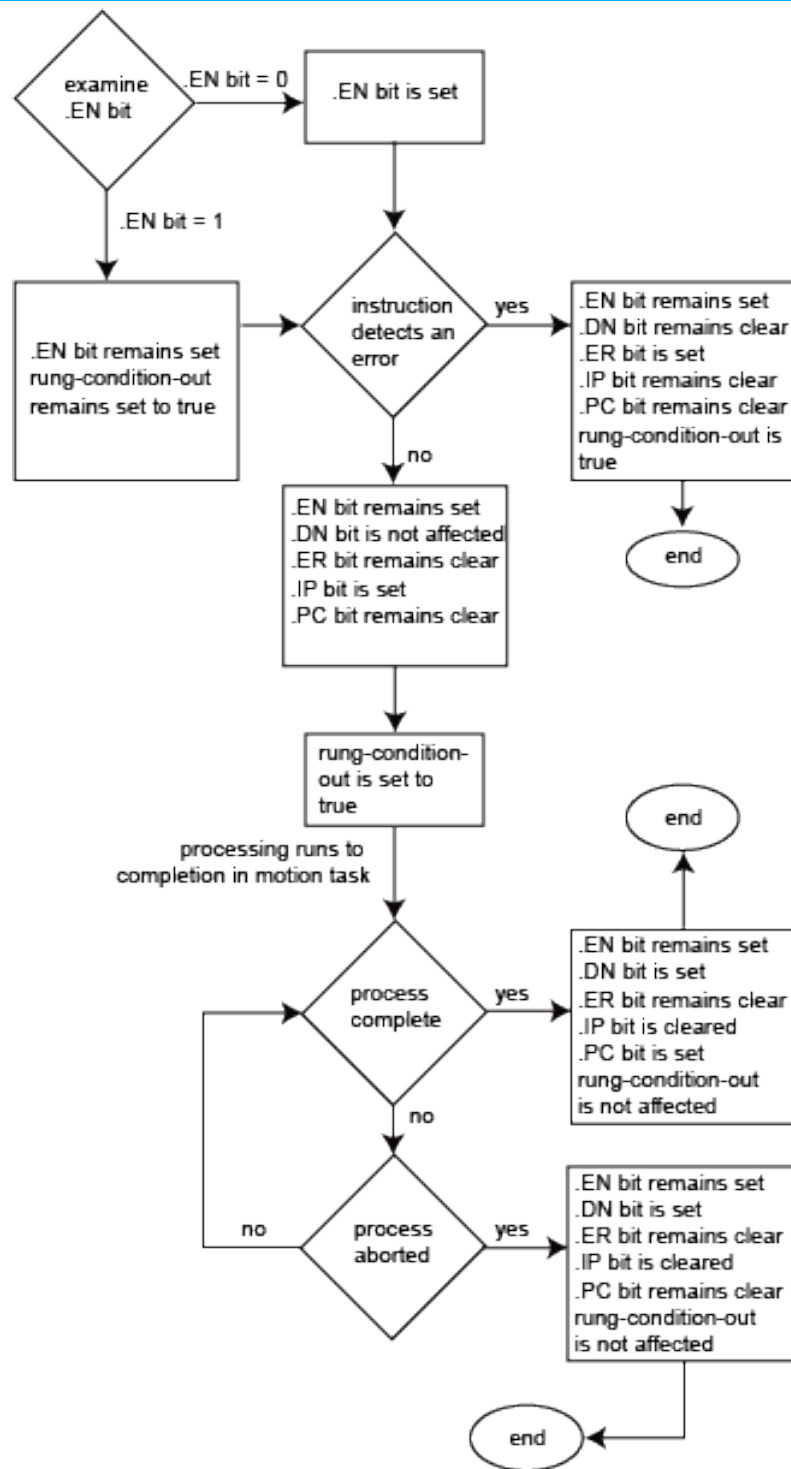 examine
.EN bit
.EN bit = 0
.EN bit is set
.EN bit = 1
.EN bit remains set
rung-condition-out
remains set to true
instruction
detects an
error
yes
.EN bit remains set
.DN bit remains clear
.ER bit is set
.IP bit remains clear
.PC bit remains clear
rung-condition-out is
true
end
no
.EN bit remains set
.DN bit is not affected
.ER bit remains clear
.IP bit is set
.PC bit remains clear
rung-condition-
out is set to
true
processing runs to
completion in motion task
process
complete
yes
end
.EN bit remains set
.DN bit is set
.ER bit remains clear
.IP bit is cleared
.PC bit is set
rung-condition-out
is not affected
no
process
aborted
no
yes
.EN bit remains set
.DN bit is set
.ER bit remains clear
.IP bit is cleared
.PC bit remains clear
rung-condition-out
is not affected
end